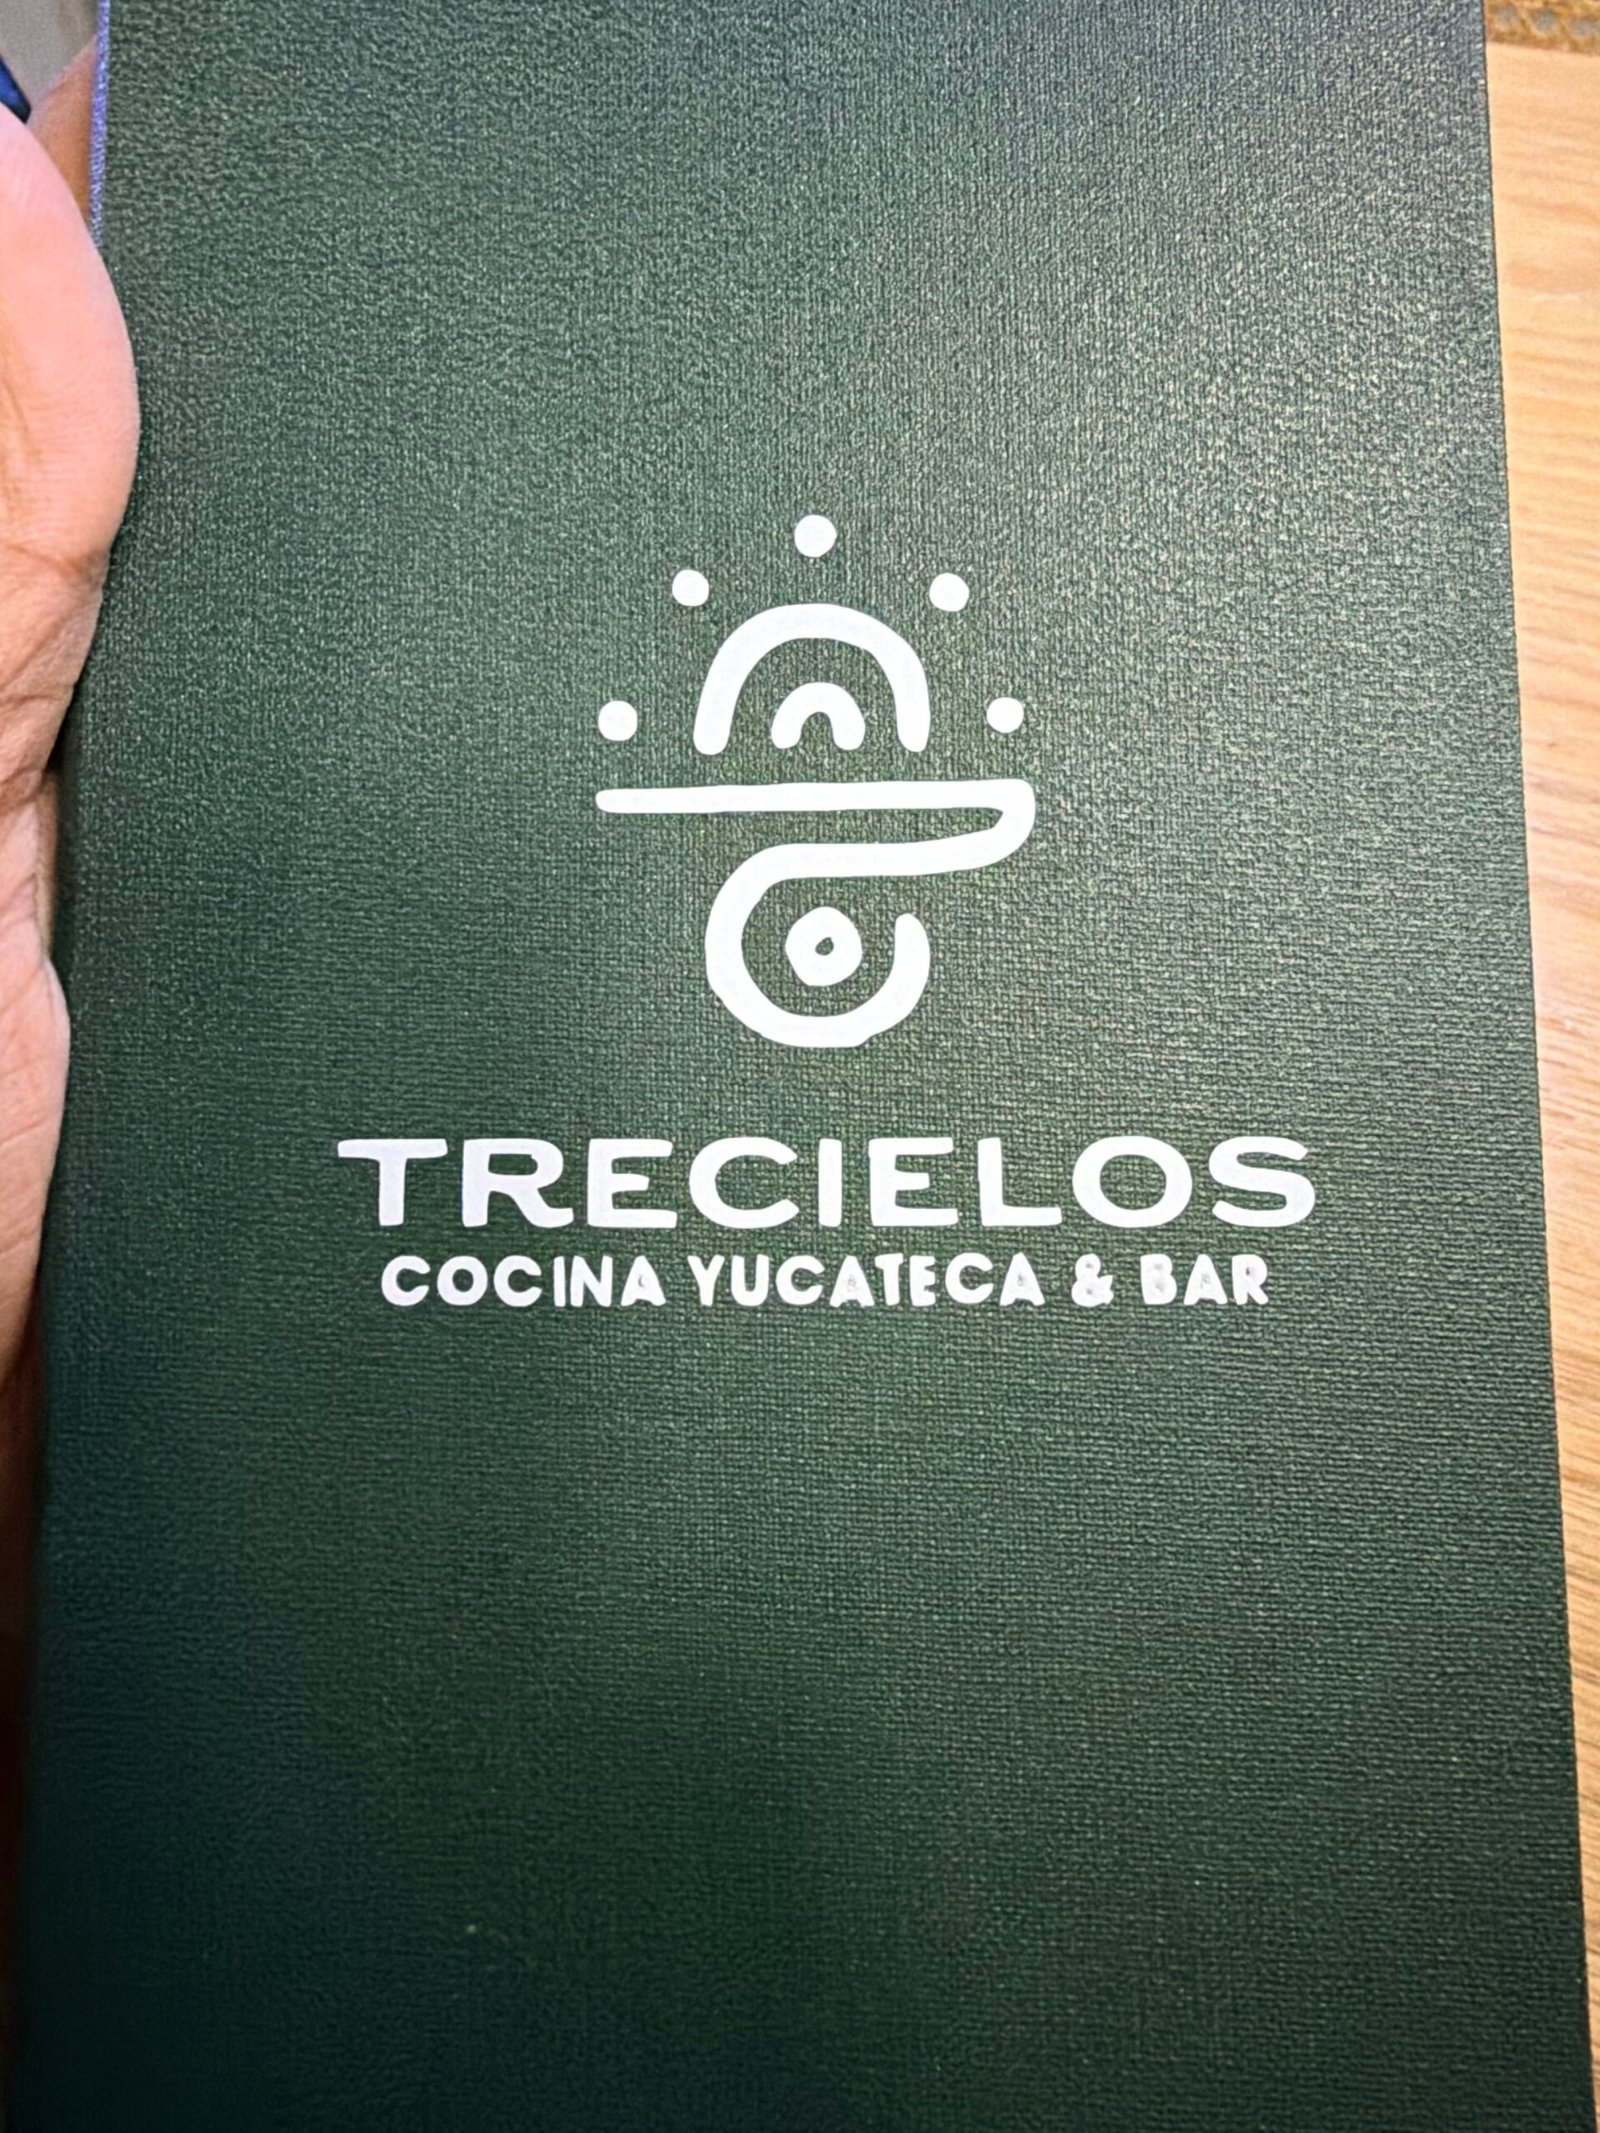 TRECIELOS
COCINA YUCATECA & BAR